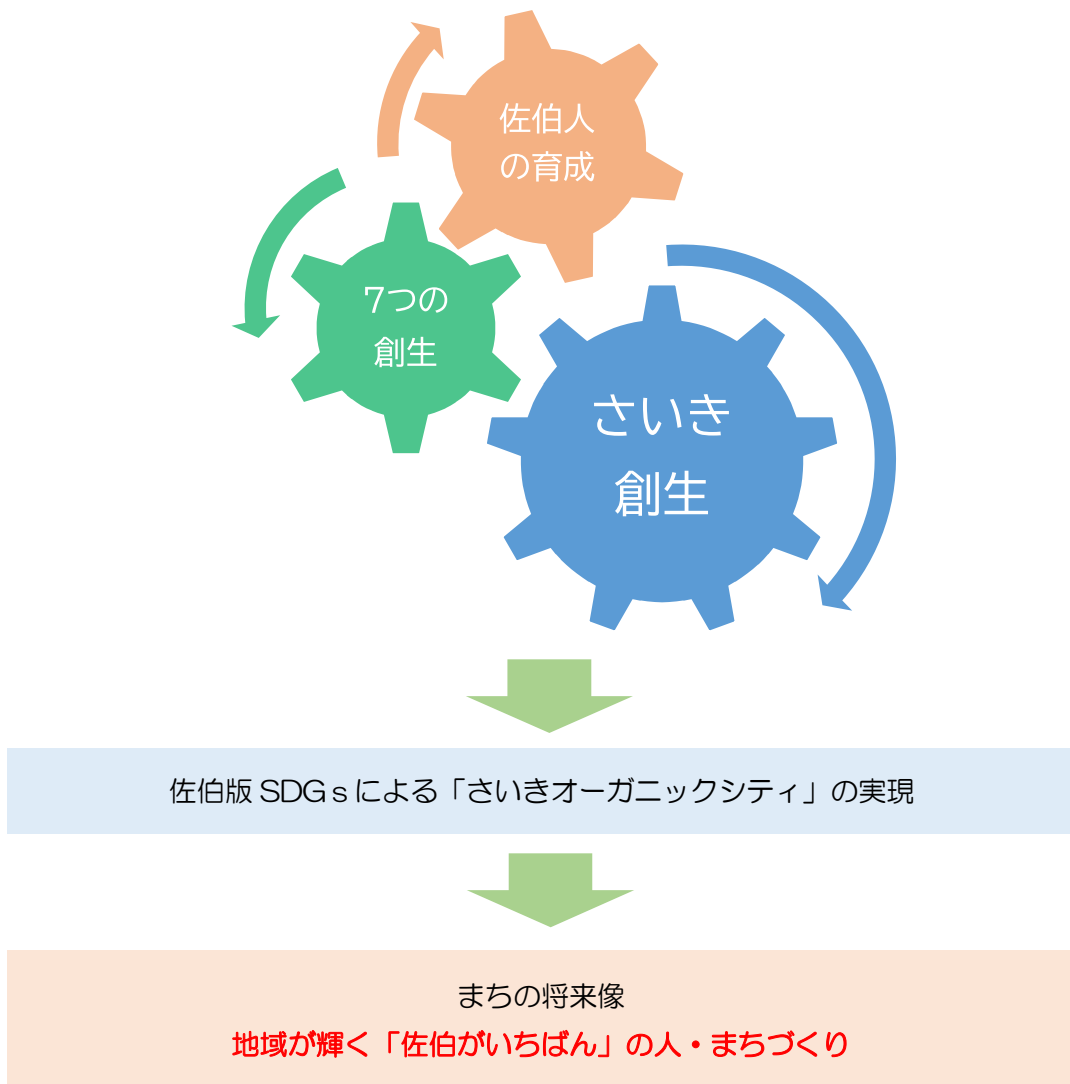 佐伯人
の育成
7つの
創生
さいき
創生
佐伯版 SDGｓによる「さいきオーガニックシティ」の実現
まちの将来像
地域が輝く「佐伯がいちばん」の人・まちづくり